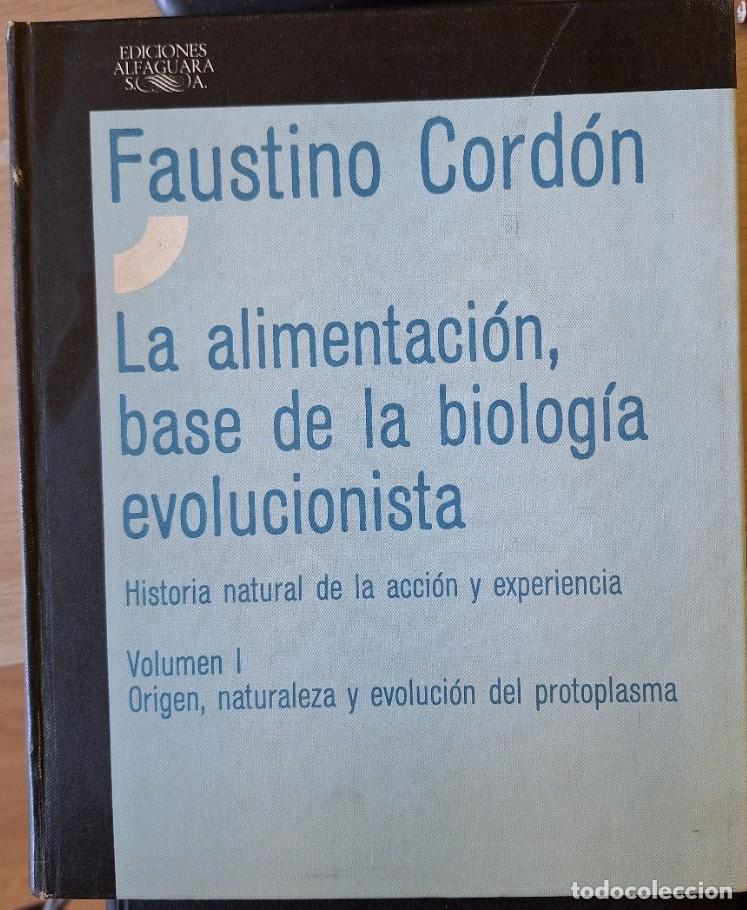 EDICIONES
ALFAGUARA
S. A.
Faustino Cordón
La alimentación,
base de la biología
evolucionista
Historia natural de la acción y experiencia
Volumen I
Origen, naturaleza y evolución del protoplasma
todocoleccion